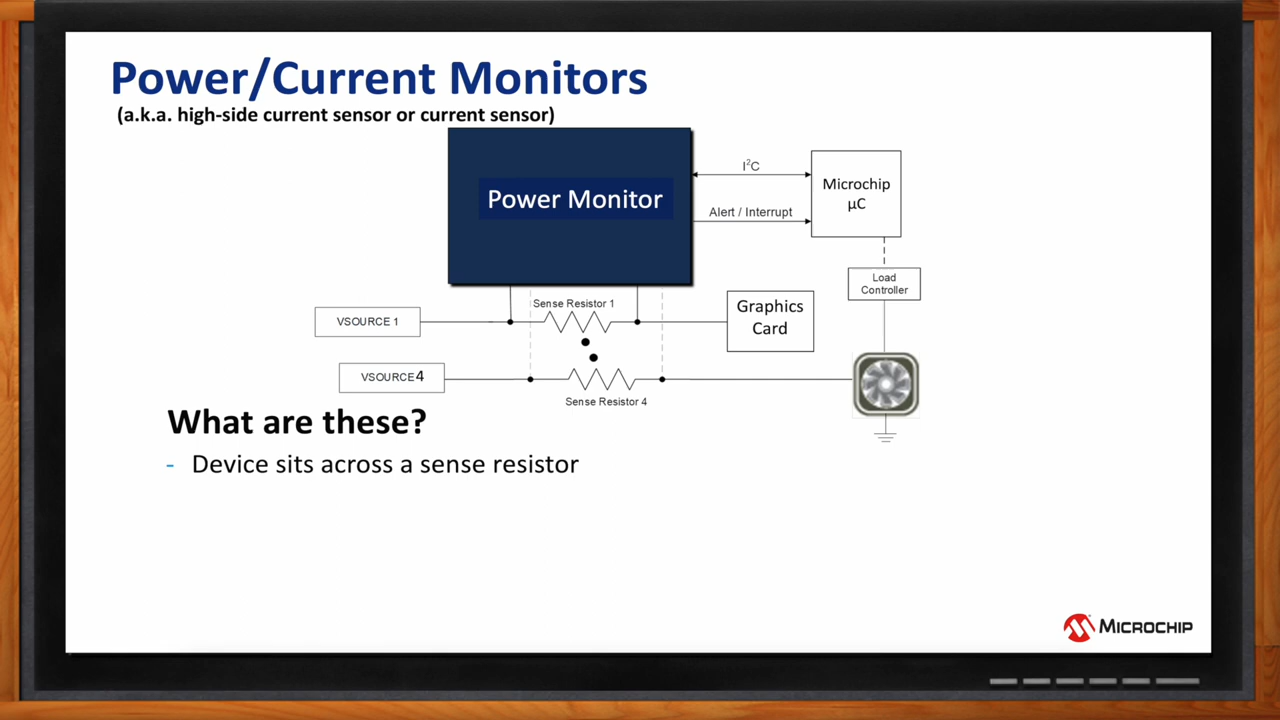 Power/Current Monitors
(a.k.a. high-side current sensor or current sensor)
Power Monitor
I²C
Alert / Interrupt
Microchip
µC
Load
Controller
Sense Resistor 1
VSOURCE 1
Graphics
Card
VSOURCE4
Sense Resistor 4
What are these?
- Device sits across a sense resistor
MICROCHIP